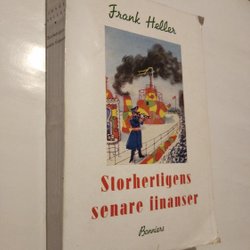 Frank Heller
Storhertigens
senare finanser
Bonniers